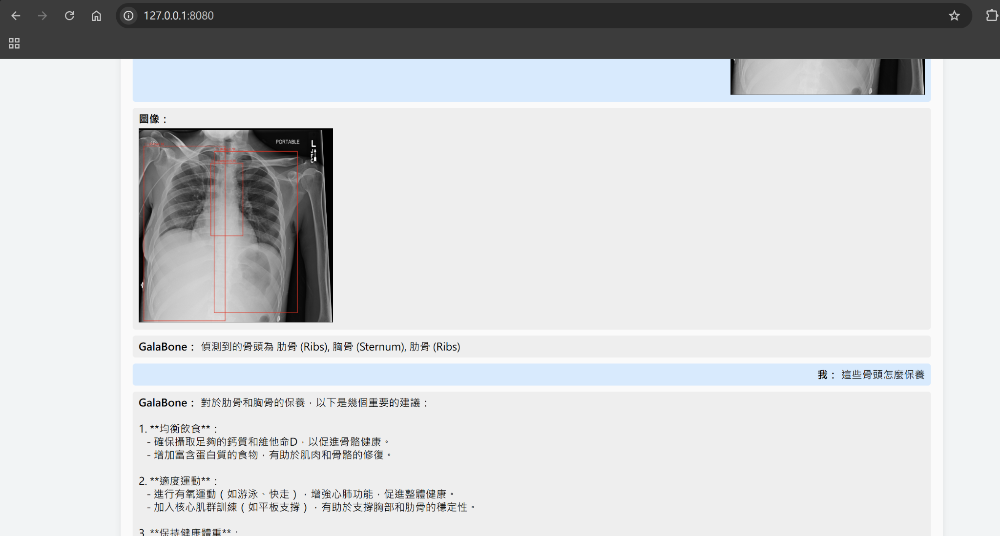 127.0.0.1:8080
圖像：
PORTABLE
L
JFC
GalaBone： 偵測到的骨頭為 肋骨 (Ribs), 胸骨 (Sternum), 肋骨 (Ribs)
我： 這些骨頭怎麼保養
GalaBone： 對於肋骨和胸骨的保養，以下是幾個重要的建議：
1. **均衡飲食**：
- 確保攝取足夠的鈣質和維他命D，以促進骨骼健康。
- 增加富含蛋白質的食物，有助於肌肉和骨骼的修復。
2. **適度運動**：
- 進行有氧運動（如游泳、快走），增強心肺功能，促進整體健康。
- 加入核心肌群訓練（如平板支撐），有助於支撐胸部和肋骨的穩定性。
3. **保持健康體重**：